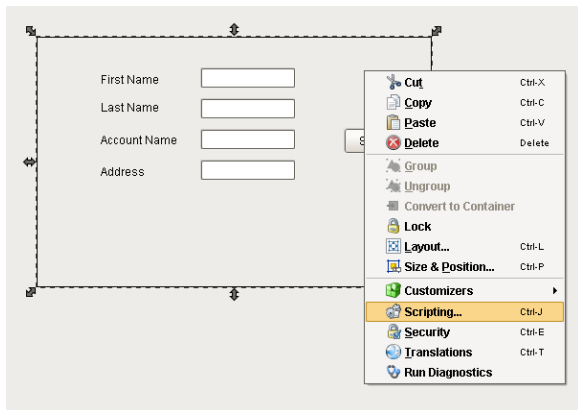 First Name
Last Name
Account Name
Address
S
Cut Ctrl-X
Copy Ctrl-C
Paste Ctrl-V
Delete Delete
Group
Ungroup
Convert to Container
Lock
Layout... Ctrl-L
Size & Position... Ctrl-P
Customizers
Scripting... Ctrl-J
Security Ctrl-E
Translations Ctrl-T
Run Diagnostics